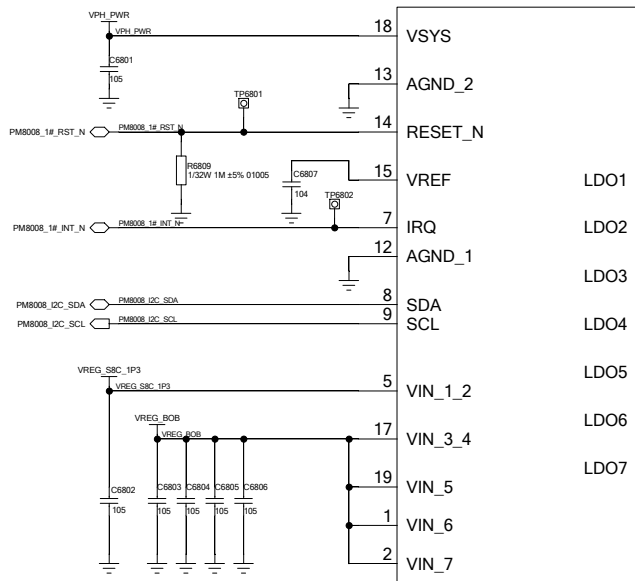 VPH_PWR
VPH_PWR
18
VSYS
C6801
105
13
AGND_2
TP6801
PM8008_1#_RST_N
PM8008_1#_RST_N
14
RESET_N
R6809
1/32W 1M ±5% 01005
C6807
104
15
VREF
LDO1
TP6802
PM8008_1#_INT_N
PM8008_1#_INT_N
7
IRQ
LDO2
12
AGND_1
LDO3
PM8008_I2C_SDA
PM8008_I2C_SDA
8
SDA
PM8008_I2C_SCL
PM8008_I2C_SCL
9
SCL
LDO4
VREG_S8C_1P3
VREG_S8C_1P3
5
VIN_1_2
LDO5
VREG_BOB
VREG_BOB
17
VIN_3_4
LDO6
LDO7
C6802
105
C6803
105
C6804
105
C6805
105
C6806
105
19
VIN_5
1
VIN_6
2
VIN_7